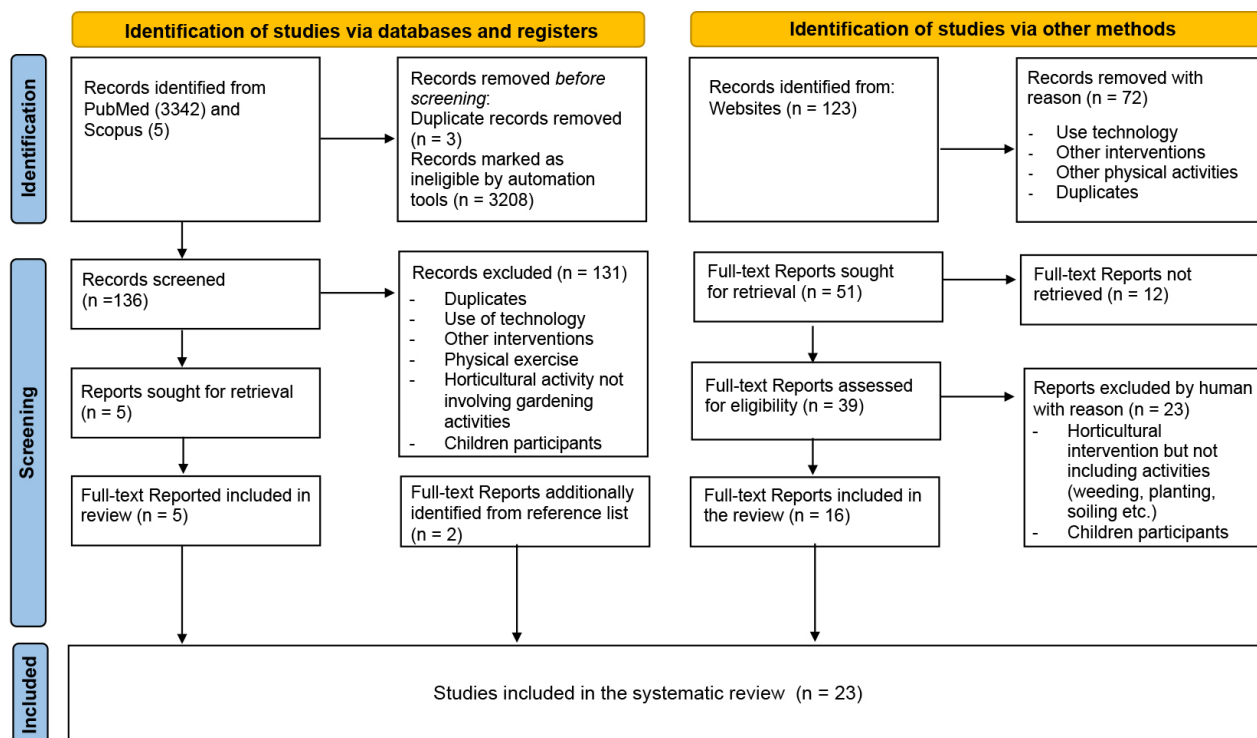 Identification of studies via databases and registers
Identification of studies via other methods
Identification
Records identified from
PubMed (3342) and
Scopus (5)
Records removed before
screening:
Duplicate records removed
(n = 3)
Records marked as
ineligible by automation
tools (n = 3208)
Records identified from:
Websites (n = 123)
Records removed with
reason (n = 72)
- Use technology
- Other interventions
- Other physical activities
- Duplicates
Screening
Records screened
(n =136)
Records excluded (n = 131)
- Duplicates
- Use of technology
- Other interventions
- Physical exercise
- Horticultural activity not
involving gardening
activities
- Children participants
Full-text Reports sought
for retrieval (n = 51)
Full-text Reports not
retrieved (n = 12)
Reports sought for retrieval
(n = 5)
Full-text Reports assessed
for eligibility (n = 39)
Reports excluded by human
with reason (n = 23)
- Horticultural
intervention but not
including activities
(weeding, planting,
soiling etc.)
- Children participants
Full-text Reported included in
review (n = 5)
Full-text Reports additionally
identified from reference list
(n = 2)
Full-text Reports included in
the review (n = 16)
Included
Studies included in the systematic review (n = 23)